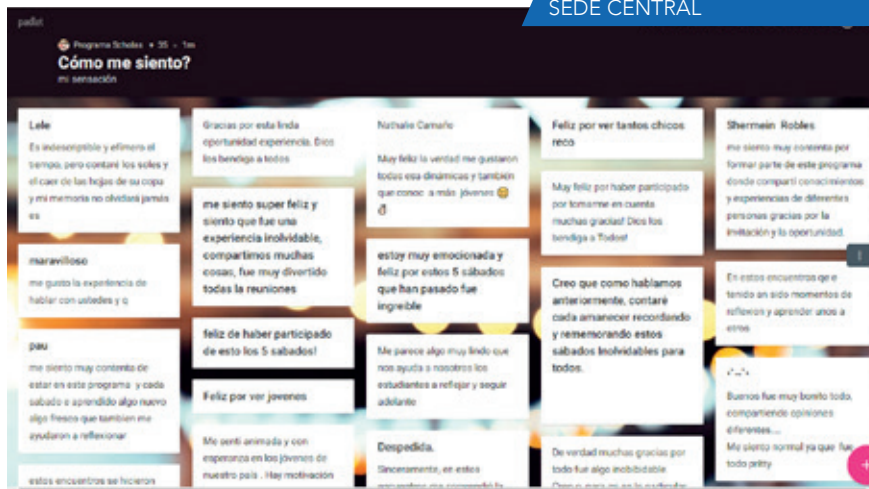 SEDE CENTRAL
padlet
Programa Scholas • 35 • 1m
Cómo me siento?
mi sensación
Lele
Es indescriptible y efímero el
tiempo, pero contaré los soles y
el caer de las hojas de su copa
y mi memoria no olvidará jamás
es
maravilloso
me gusto la experiencia de
hablar con ustedes y q
pau
me siento muy contenta de
estar en este programa y cada
sabado e aprendido algo nuevo
algo fresco que tambien me
ayudaron a reflexionar
estos encuentros se hicieron
Gracias por esta linda
oportunidad experiencia. Dios
los bendiga a todos
me siento super feliz y
siento que fue una
experiencia inolvidable,
compartimos muchas
cosas, fue muy divertido
todas la reuniones
feliz de haber participado
de esto los 5 sabados!
Feliz por ver jovenes
Me senti animada y con
esperanza en los jóvenes de
nuestro país . Hay motivación
Nathalie Camaño
Muy feliz la verdad me gustaron
todas esa dinámicas y también
que conoc a más jóvenes
estoy muy emocionada y
feliz por estos 5 sábados
que han pasado fue
ingreible
Me parece algo muy lindo que
nos ayuda a nosotros los
estudiantes a reflejar y seguir
adelante
Despedida.
Sinceramente, en estos
Feliz por ver tantos chicos
reco
Muy feliz por haber participado
por tomarme en cuenta
muchas gracias! Dios los
bendiga a Todos!
Creo que como hablamos
anteriormente, contaré
cada amanecer recordando
y rememorando estos
sábados Inolvidables para
todos.
De verdad muchas gracias por
todo fue algo inobibidable
Shermein Robles
me siento muy contenta por
formar parte de este programa
donde compartí conocimientos
y experiencias de diferentes
personas gracias por la
invitación y la oportunidad.
En estos encuentros qe e
tenido an sido momentos de
reflexion y aprender unos a
otros
Buenos fue muy bonito todo,
compartiendo opiniones
diferentes....
Me siento normal ya que fue
todo pritty